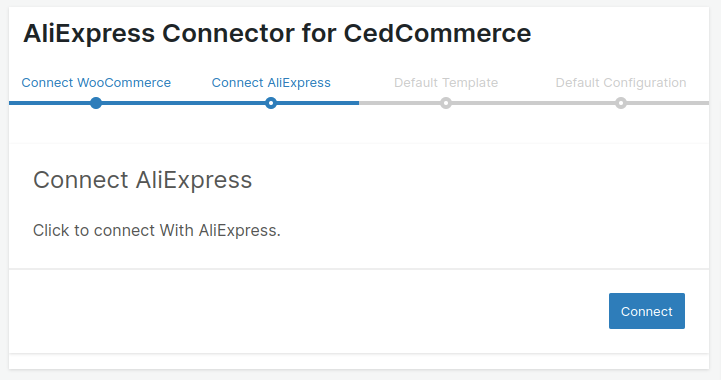 AliExpress Connector for CedCommerce
Connect WooCommerce Connect AliExpress Default Template Default Configuration
Connect AliExpress
Click to connect With AliExpress.
Connect